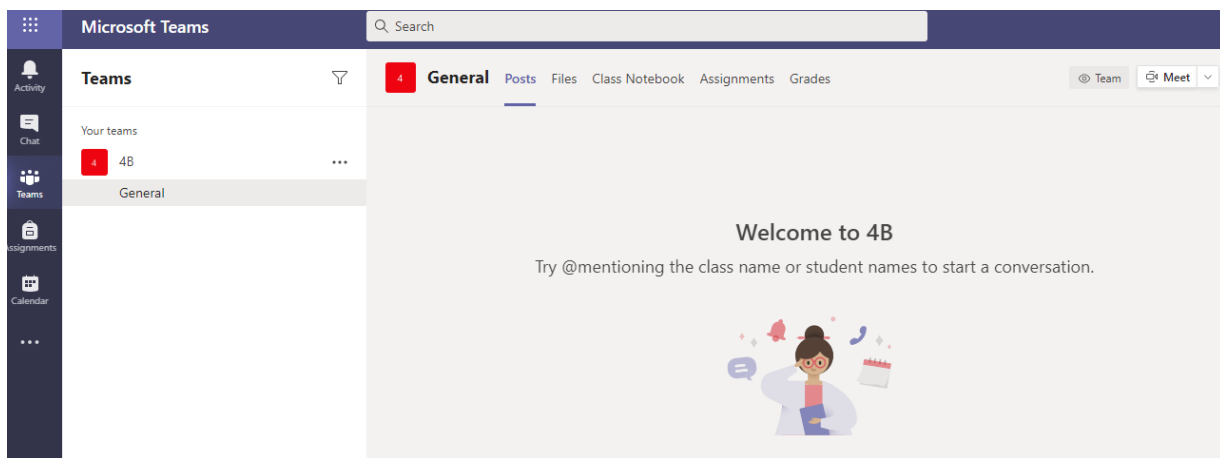 Microsoft Teams
Search
Activity
Chat
Teams
Assignments
Calendar
Teams
Your teams
4 4B
General
4 General Posts Files Class Notebook Assignments Grades Team Meet
Welcome to 4B
Try @mentioning the class name or student names to start a conversation.